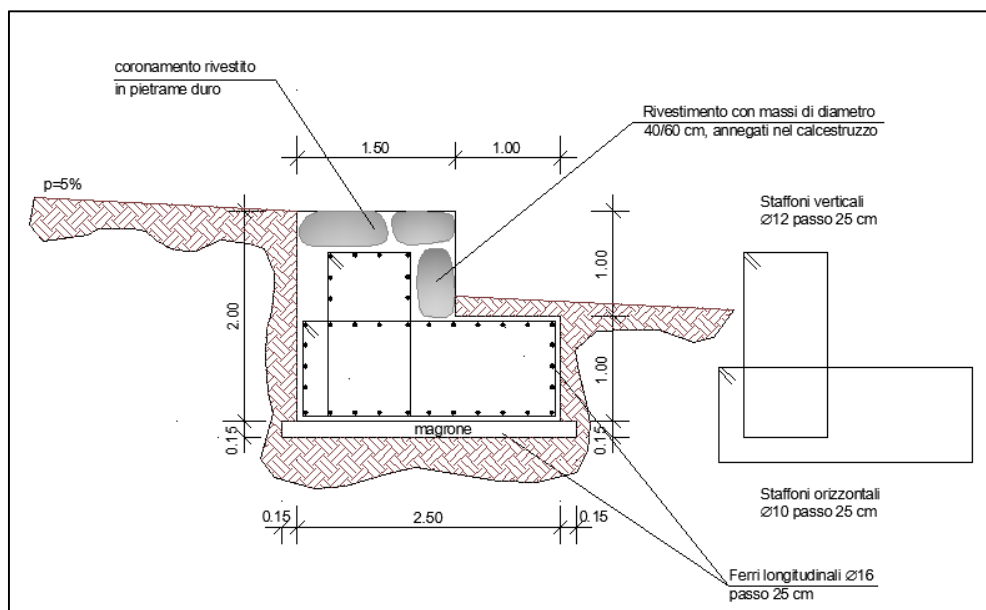 coronamento rivestito
in pietrame duro
Rivestimento con massi di diametro
40/60 cm, annegati nel calcestruzzo
1.50
1.00
p=5%
Staffoni verticali
∅12 passo 25 cm
2.00
1.00
1.00
magrone
0.15
0.15
Staffoni orizzontali
∅10 passo 25 cm
0.15
2.50
0.15
Ferri longitudinali ∅16
passo 25 cm